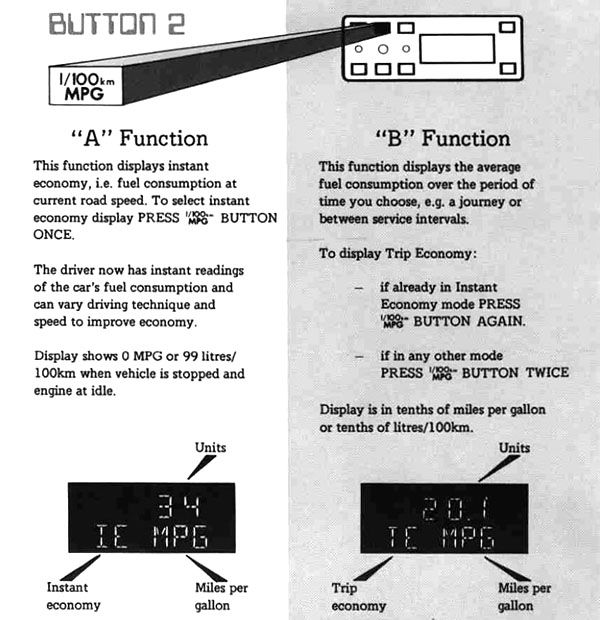 BUTTON 2
l/100km
MPG
“A” Function
This function displays instant
economy, i.e. fuel consumption at
current road speed. To select instant
economy display PRESS l/100km MPG BUTTON
ONCE.
The driver now has instant readings
of the car's fuel consumption and
can vary driving technique and
speed to improve economy.
Display shows 0 MPG or 99 litres/
100km when vehicle is stopped and
engine at idle.
Units
34
IE MPG
Instant
economy
Miles per
gallon
“B” Function
This function displays the average
fuel consumption over the period of
time you choose, e.g. a journey or
between service intervals.
To display Trip Economy:
– if already in Instant
Economy mode PRESS
l/100km MPG BUTTON AGAIN.
– if in any other mode
PRESS l/100km MPG BUTTON TWICE
Display is in tenths of miles per gallon
or tenths of litres/100km.
Units
20.1
TE MPG
Trip
economy
Miles per
gallon